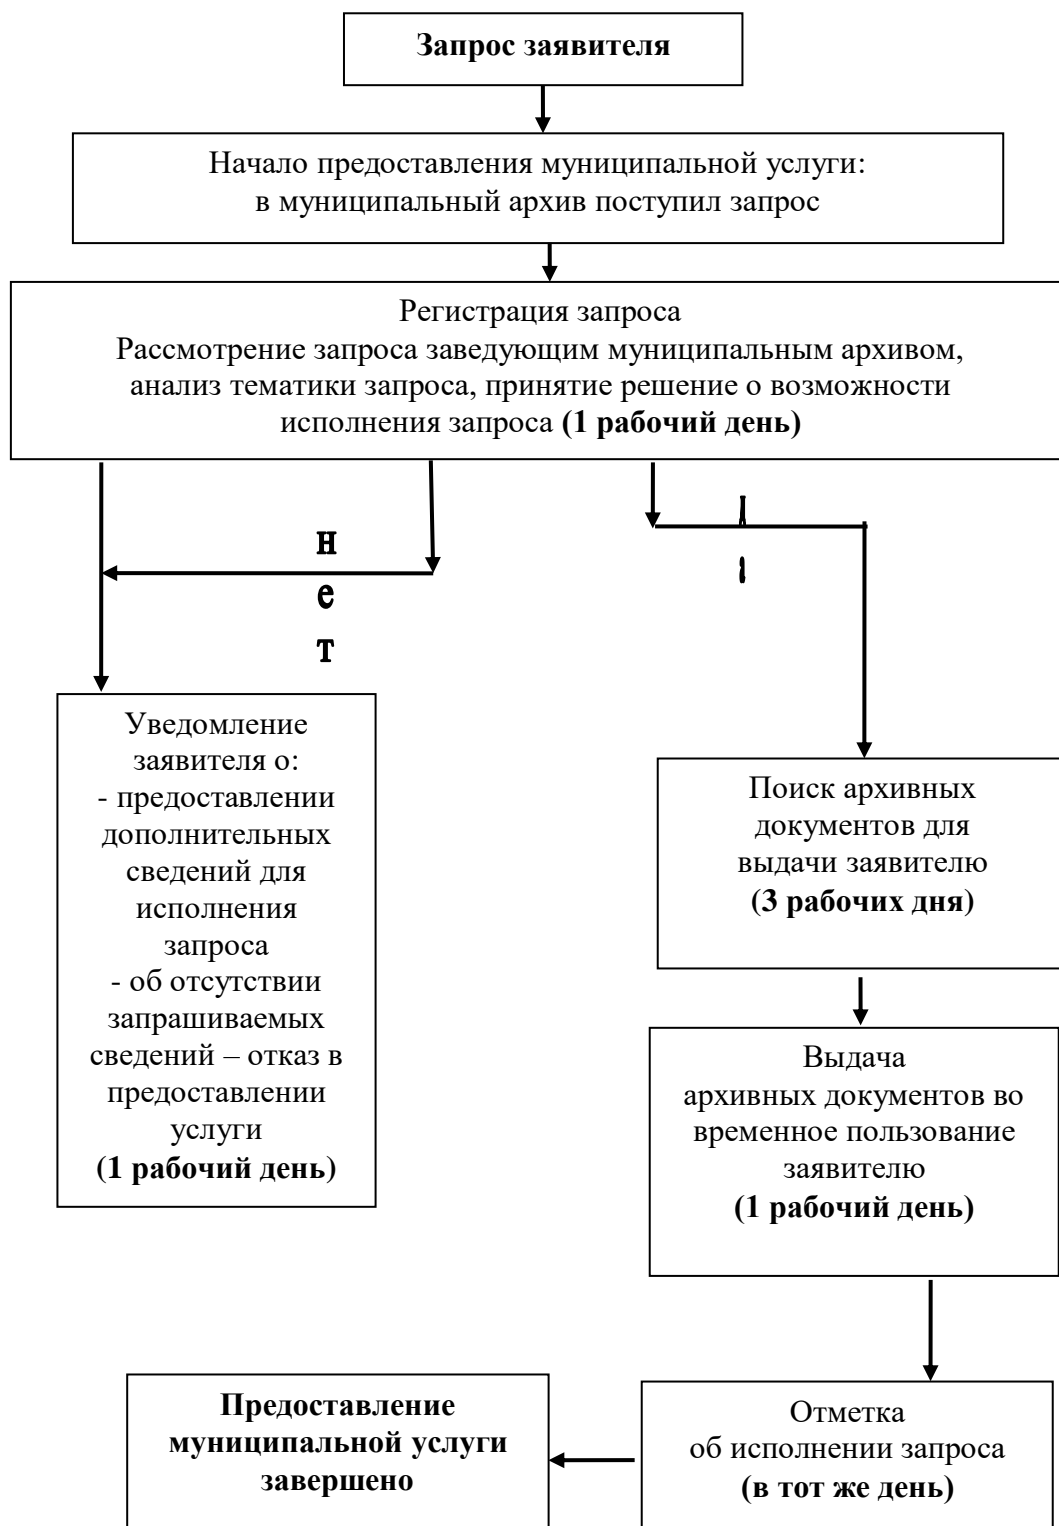 Запрос заявителя
Начало предоставления муниципальной услуги:
в муниципальный архив поступил запрос
Регистрация запроса
Рассмотрение запроса заведующим муниципальным архивом,
анализ тематики запроса, принятие решение о возможности
исполнения запроса (1 рабочий день)
н
е
т
Уведомление
заявителя о:
- предоставлении
дополнительных
сведений для
исполнения
запроса
- об отсутствии
запрашиваемых
сведений – отказ в
предоставлении
услуги
(1 рабочий день)
Поиск архивных
документов для
выдачи заявителю
(3 рабочих дня)
Выдача
архивных документов во
временное пользование
заявителю
(1 рабочий день)
Отметка
об исполнении запроса
(в тот же день)
Предоставление
муниципальной услуги
завершено